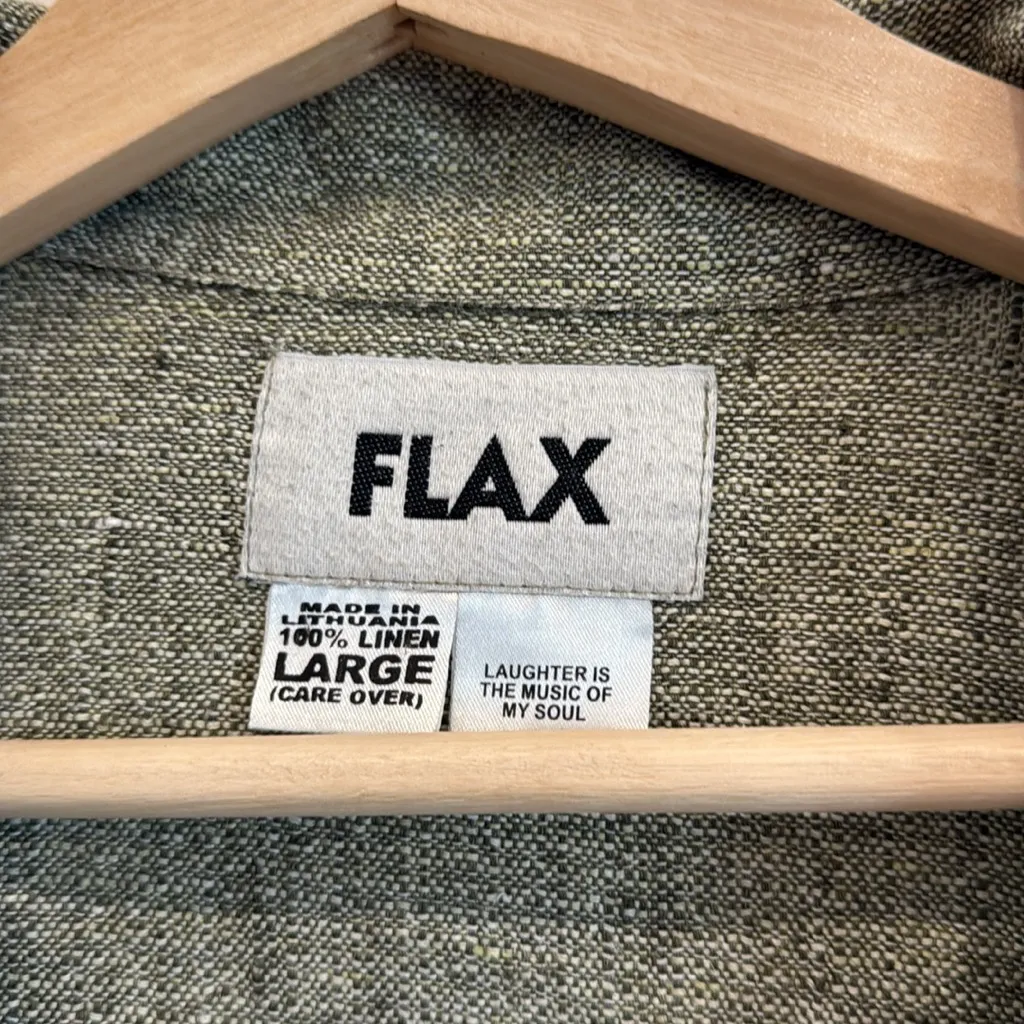 FLAX
MADE IN
LITHUANIA
100% LINEN
LARGE
(CARE OVER)
LAUGHTER IS
THE MUSIC OF
MY SOUL